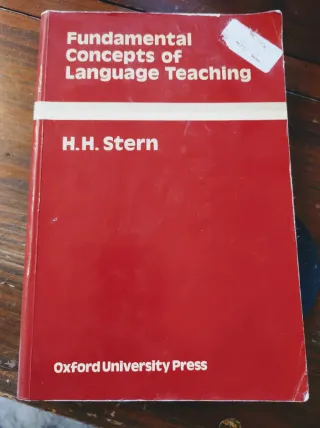 Fundamental
Concepts of
Language Teaching
H.H. Stern
Oxford University Press